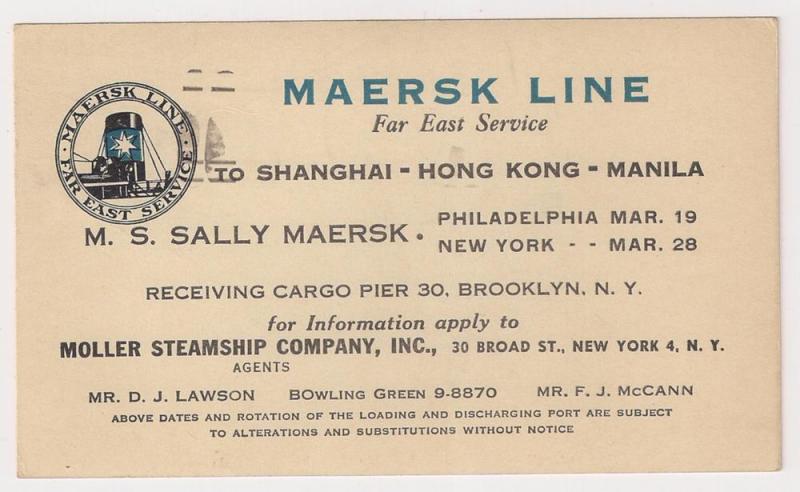 MAERSK LINE
Far East Service
MAERSK LINE · FAR EAST SERVICE ·
TO SHANGHAI - HONG KONG - MANILA
M. S. SALLY MAERSK . PHILADELPHIA MAR. 19
NEW YORK - - MAR. 28
RECEIVING CARGO PIER 30, BROOKLYN, N. Y.
for Information apply to
MOLLER STEAMSHIP COMPANY, INC., 30 BROAD ST., NEW YORK 4, N. Y.
AGENTS
MR. D. J. LAWSON BOWLING GREEN 9-8870 MR. F. J. McCANN
ABOVE DATES AND ROTATION OF THE LOADING AND DISCHARGING PORT ARE SUBJECT
TO ALTERATIONS AND SUBSTITUTIONS WITHOUT NOTICE